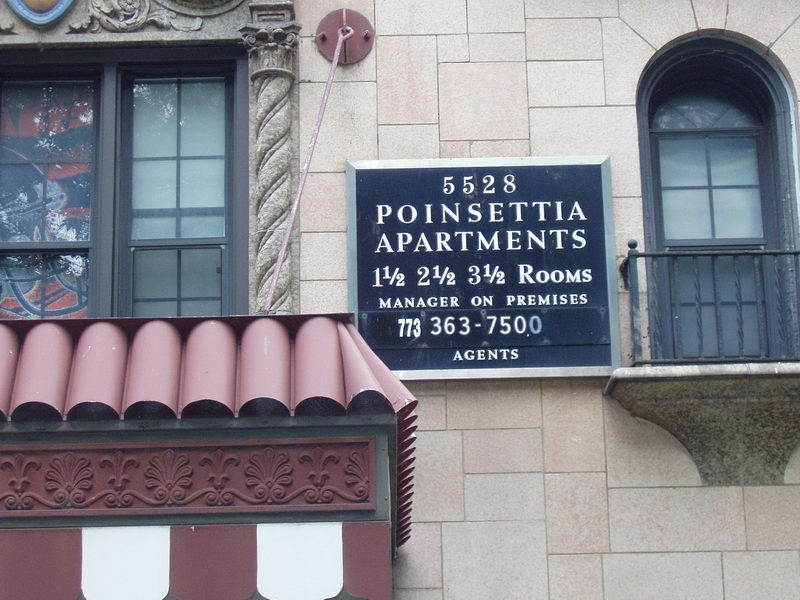 5528
POINSETTIA
APARTMENTS
1½ 2½ 3½ ROOMS
MANAGER ON PREMISES
773 363-7500
AGENTS